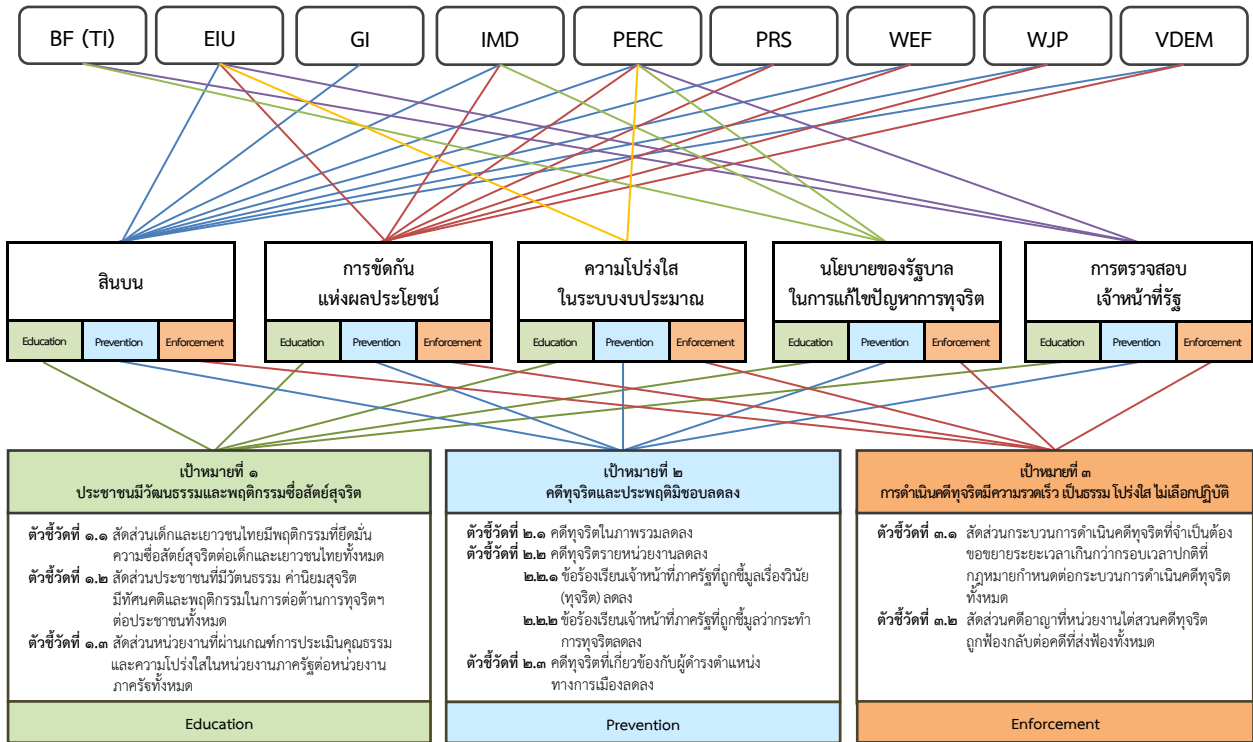 BF (TI)
EIU
GI
IMD
PERC
PRS
WEF
WJP
VDEM
สินบน
Education
Prevention
Enforcement
การขัดกัน
แห่งผลประโยชน์
Education
Prevention
Enforcement
ความโปร่งใส
ในระบบงบประมาณ
Education
Prevention
Enforcement
นโยบายของรัฐบาล
ในการแก้ไขปัญหาการทุจริต
Education
Prevention
Enforcement
การตรวจสอบ
เจ้าหน้าที่รัฐ
Education
Prevention
Enforcement
เป้าหมายที่ ๑
ประชาชนมีวัฒนธรรมและพฤติกรรมซื่อสัตย์สุจริต
ตัวชี้วัดที่ ๑.๑ สัดส่วนเด็กและเยาวชนไทยมีพฤติกรรมที่ยึดมั่น
ความซื่อสัตย์สุจริตต่อเด็กและเยาวชนไทยทั้งหมด
ตัวชี้วัดที่ ๑.๒ สัดส่วนประชาชนที่มีวัตนธรรม ค่านิยมสุจริต
มีทัศนคติและพฤติกรรมในการต่อต้านการทุจริตฯ
ต่อประชาชนทั้งหมด
ตัวชี้วัดที่ ๑.๓ สัดส่วนหน่วยงานที่ผ่านเกณฑ์การประเมินคุณธรรม
และความโปร่งใสในหน่วยงานภาครัฐต่อหน่วยงาน
ภาครัฐทั้งหมด
Education
เป้าหมายที่ ๒
คดีทุจริตและประพฤติมิชอบลดลง
ตัวชี้วัดที่ ๒.๑ คดีทุจริตในภาพรวมลดลง
ตัวชี้วัดที่ ๒.๒ คดีทุจริตรายหน่วยงานลดลง
๒.๒.๑ ข้อร้องเรียนเจ้าหน้าที่ภาครัฐที่ถูกชี้มูลเรื่องวินัย
(ทุจริต) ลดลง
๒.๒.๒ ข้อร้องเรียนเจ้าหน้าที่ภาครัฐที่ถูกชี้มูลว่ากระทำ
การทุจริตลดลง
ตัวชี้วัดที่ ๒.๓ คดีทุจริตที่เกี่ยวข้องกับผู้ดำรงตำแหน่ง
ทางการเมืองลดลง
Prevention
เป้าหมายที่ ๓
การดำเนินคดีทุจริตมีความรวดเร็ว เป็นธรรม โปร่งใส ไม่เลือกปฏิบัติ
ตัวชี้วัดที่ ๓.๑ สัดส่วนกระบวนการดำเนินคดีทุจริตที่จำเป็นต้อง
ขอขยายระยะเวลาเกินกว่ากรอบเวลาปกติที่
กฎหมายกำหนดต่อกระบวนการดำเนินคดีทุจริต
ทั้งหมด
ตัวชี้วัดที่ ๓.๒ สัดส่วนคดีอาญาที่หน่วยงานไต่สวนคดีทุจริต
ถูกฟ้องกลับต่อคดีที่ส่งฟ้องทั้งหมด
Enforcement